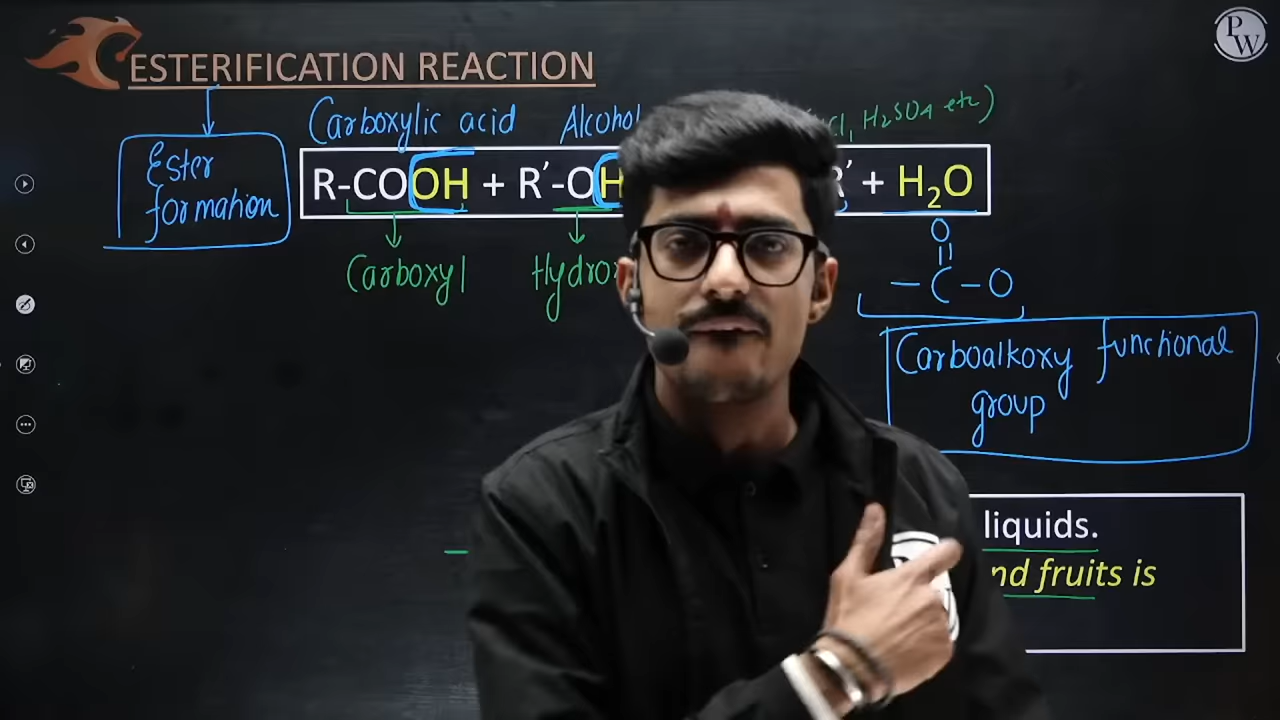 PW
ESTERIFICATION REACTION
Ester
formation
Carboxylic acid Alcohol
H₂SO₄ etc)
R-COOH + R′-OH
R′ + H₂O
Carboxyl
O
-C-O
Carboalkoxy functional
group
liquids.
fruits is